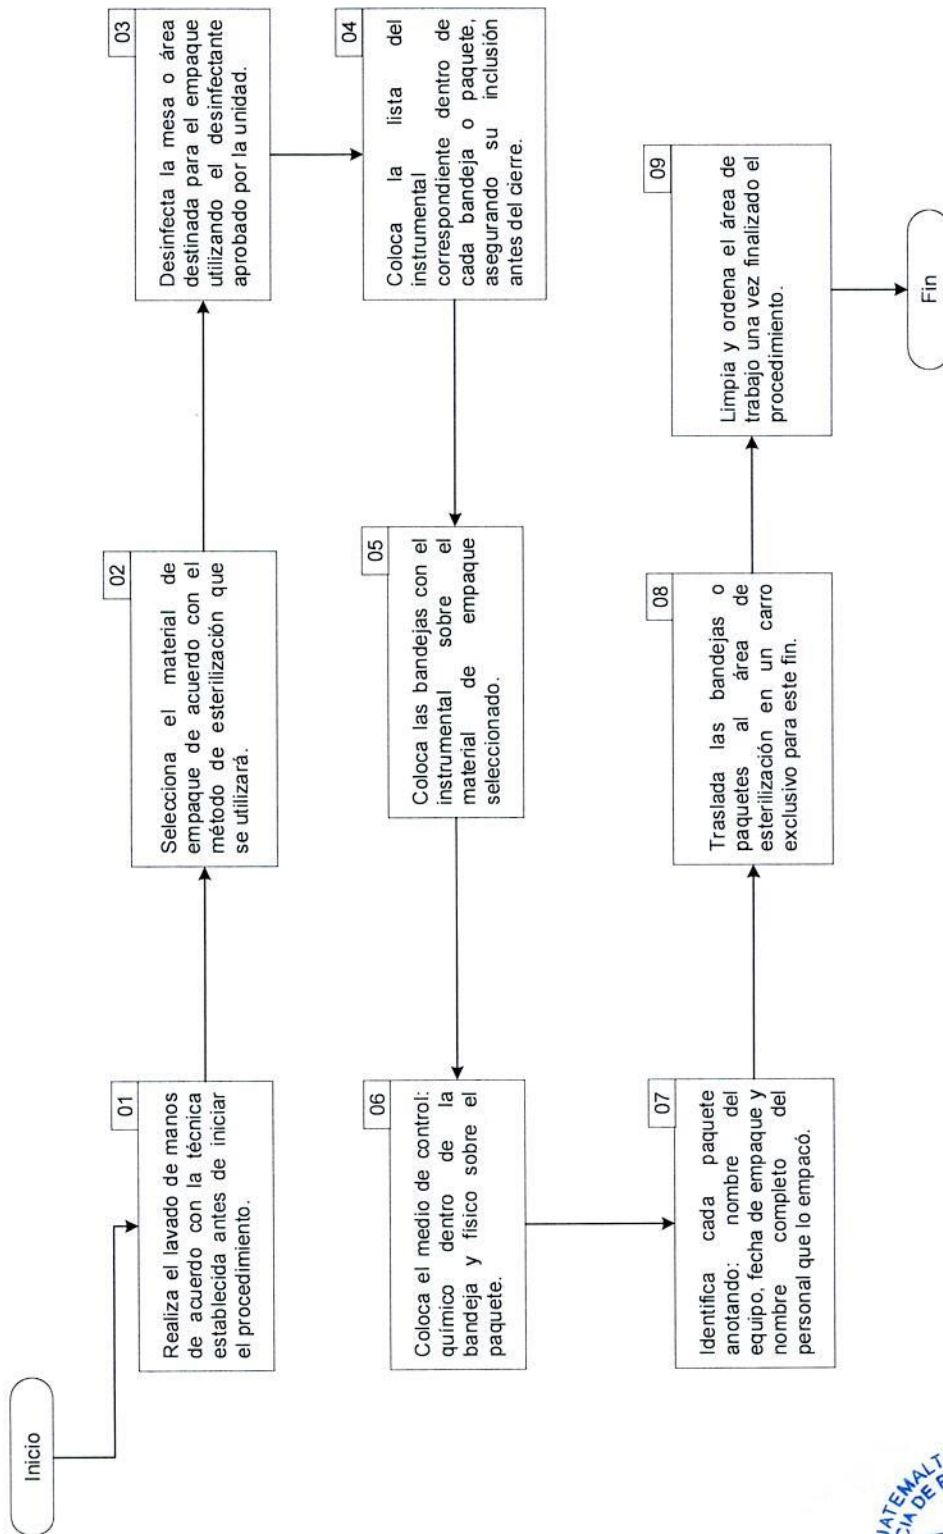 Inicio
01
Realiza el lavado de manos
de acuerdo con la técnica
establecida antes de iniciar
el procedimiento.
02
Selecciona el material de
empaque de acuerdo con el
método de esterilización que
se utilizará.
03
Desinfecta la mesa o área
destinada para el empaque
utilizando el desinfectante
aprobado por la unidad.
04
Coloca la lista del
instrumental
correspondiente dentro de
cada bandeja o paquete,
asegurando su inclusión
antes del cierre.
05
Coloca las bandejas con el
instrumental sobre el
material de empaque
seleccionado.
06
Coloca el medio de control:
químico dentro de la
bandeja y físico sobre el
paquete.
07
Identifica cada paquete
anotando: nombre del
equipo, fecha de empaque y
nombre completo del
personal que lo empacó.
08
Traslada las bandejas o
paquetes al área de
esterilización en un carro
exclusivo para este fin.
09
Limpia y ordena el área de
trabajo una vez finalizado el
procedimiento.
Fin